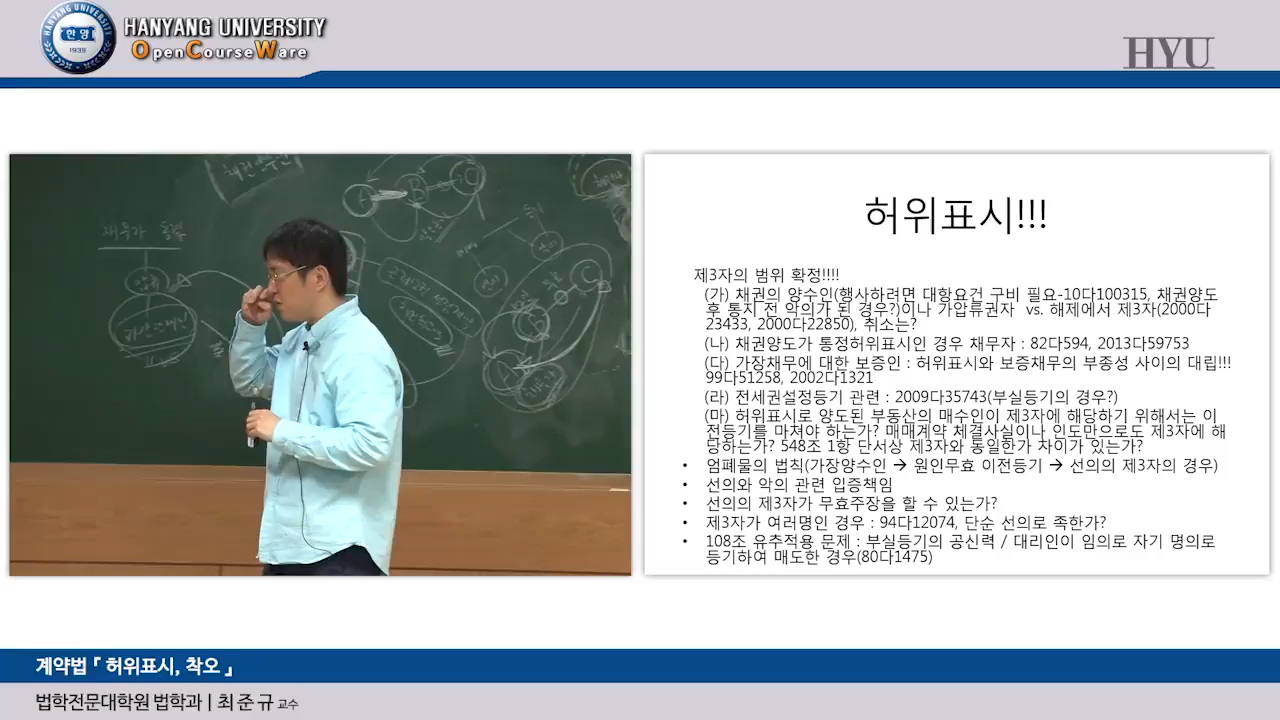 HANYANG UNIVERSITY
OpenCourseWare
HANYANG UNIVERSITY
한양
1939
HYU
허위표시!!!
제3자의 범위 확정!!!!
(가) 채권의 양수인(행사하려면 대항요건 구비 필요-10다100315, 채권양도
후 통지 전 악의가 된 경우?)이나 가압류권자 vs. 해제에서 제3자(2000다
23433, 2000다22850), 취소는?
(나) 채권양도가 통정허위표시인 경우 채무자 : 82다594, 2013다59753
(다) 가장채무에 대한 보증인 : 허위표시와 보증채무의 부종성 사이의 대립!!!
99다51258, 2002다1321
(라) 전세권설정등기 관련 : 2009다35743(부실등기의 경우?)
(마) 허위표시로 양도된 부동산의 매수인이 제3자에 해당하기 위해서는 이
전등기를 마쳐야 하는가? 매매계약 체결사실이나 인도만으로도 제3자에 해
당하는가? 548조 1항 단서상 제3자와 동일한가 차이가 있는가?
• 엄폐물의 법칙(가장양수인 → 원인무효 이전등기 → 선의의 제3자의 경우)
• 선의와 악의 관련 입증책임
• 선의의 제3자가 무효주장을 할 수 있는가?
• 제3자가 여러명인 경우 : 94다12074, 단순 선의로 족한가?
• 108조 유추적용 문제 : 부실등기의 공신력 / 대리인이 임의로 자기 명의로
등기하여 매도한 경우(80다1475)
A B C
C
계약법『 허위표시, 착오 』
법학전문대학원 법학과 | 최준규 교수